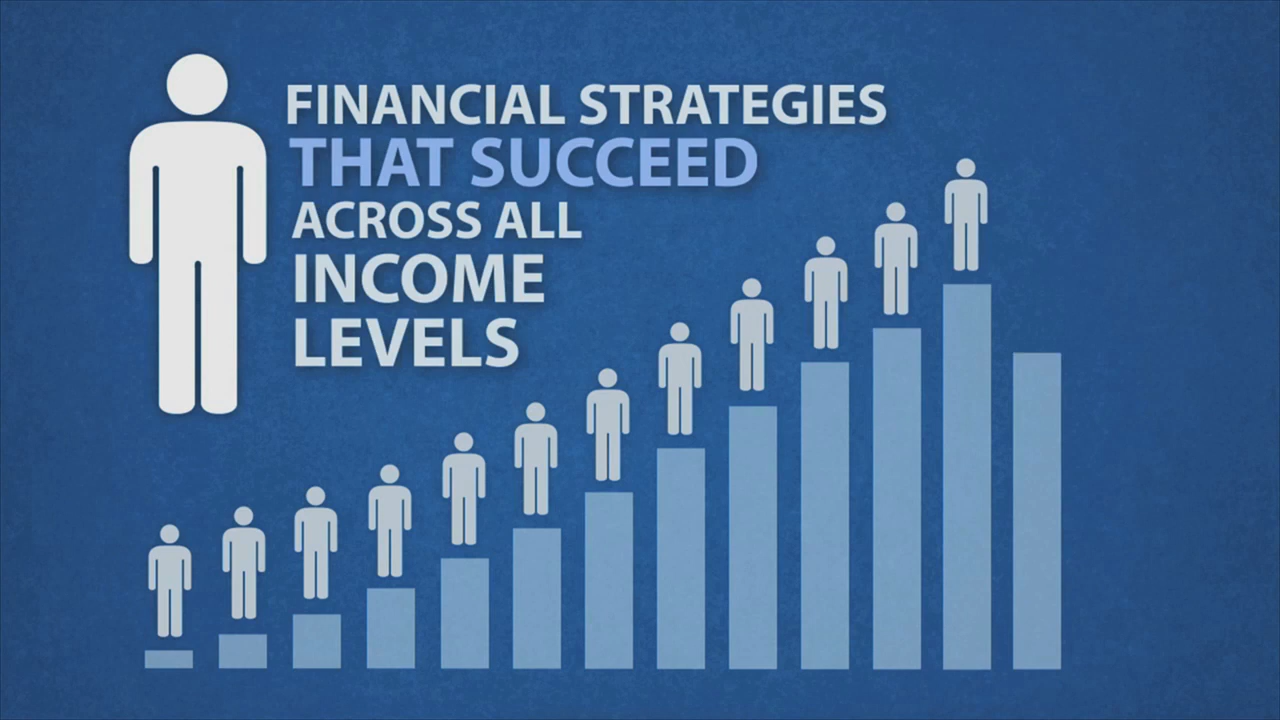 FINANCIAL STRATEGIES
THAT SUCCEED
ACROSS ALL
INCOME
LEVELS